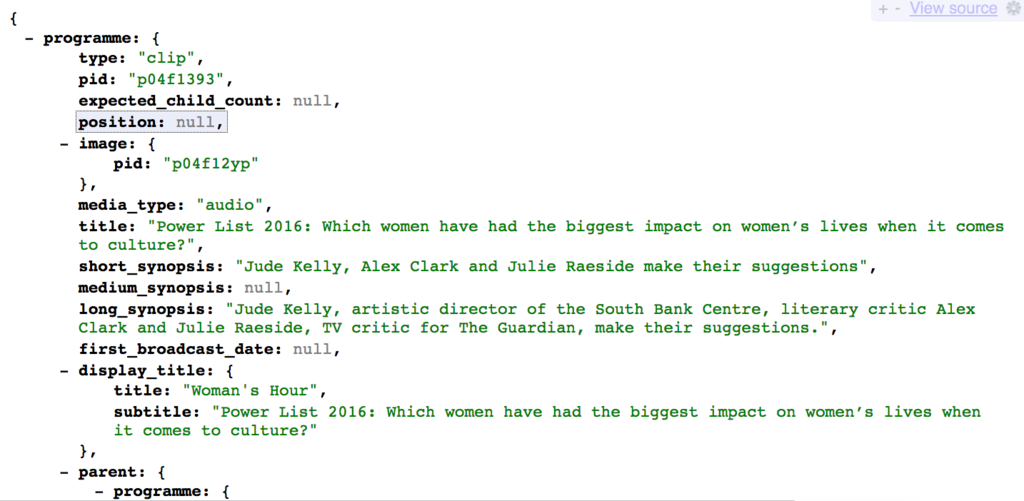 + - View source
{
- programme: {
type: "clip",
pid: "p04f1393",
expected_child_count: null,
position: null,
- image: {
pid: "p04f12yp"
},
media_type: "audio",
title: "Power List 2016: Which women have had the biggest impact on women’s lives when it comes
to culture?",
short_synopsis: "Jude Kelly, Alex Clark and Julie Raeside make their suggestions",
medium_synopsis: null,
long_synopsis: "Jude Kelly, artistic director of the South Bank Centre, literary critic Alex
Clark and Julie Raeside, TV critic for The Guardian, make their suggestions.",
first_broadcast_date: null,
- display_title: {
title: "Woman's Hour",
subtitle: "Power List 2016: Which women have had the biggest impact on women’s lives when
it comes to culture?"
},
- parent: {
- programme: {